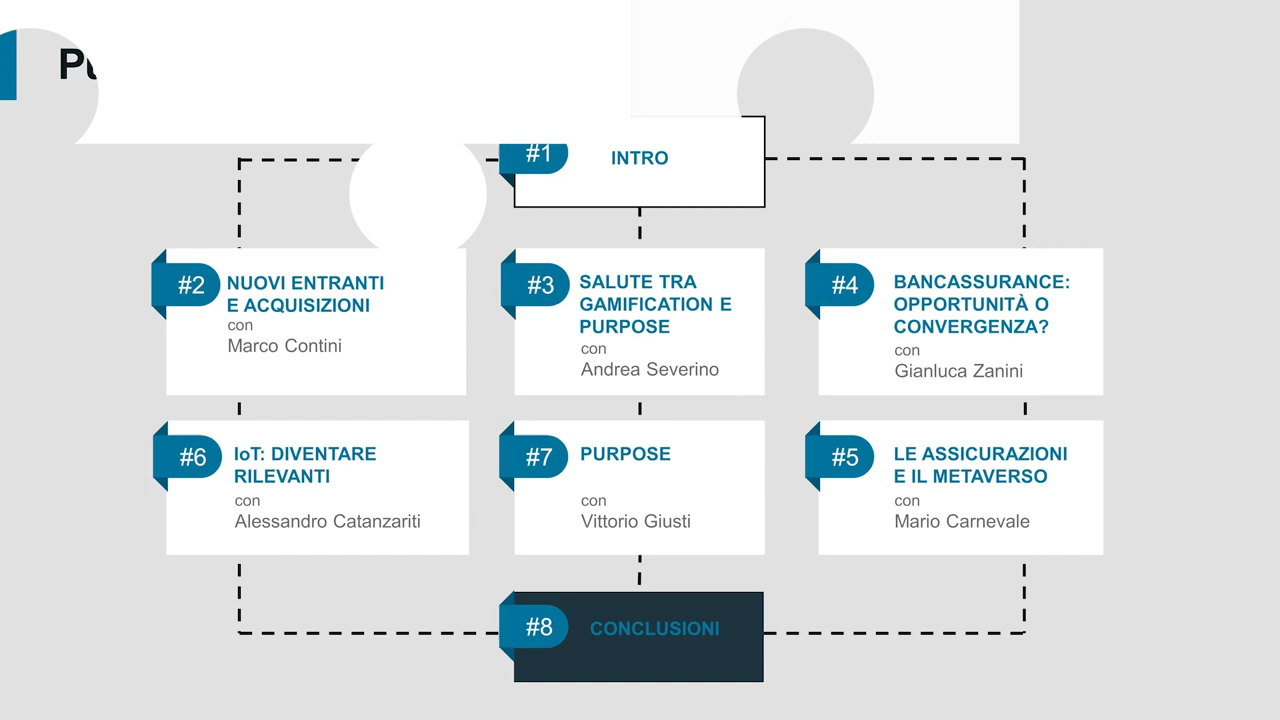 #1
INTRO
#2
NUOVI ENTRANTI
E ACQUISIZIONI
con
Marco Contini
#3
SALUTE TRA
GAMIFICATION E
PURPOSE
con
Andrea Severino
#4
BANCASSURANCE:
OPPORTUNITÀ O
CONVERGENZA?
con
Gianluca Zanini
#6
IoT: DIVENTARE
RILEVANTI
con
Alessandro Catanzariti
#7
PURPOSE
con
Vittorio Giusti
#5
LE ASSICURAZIONI
E IL METAVERSO
con
Mario Carnevale
#8
CONCLUSIONI